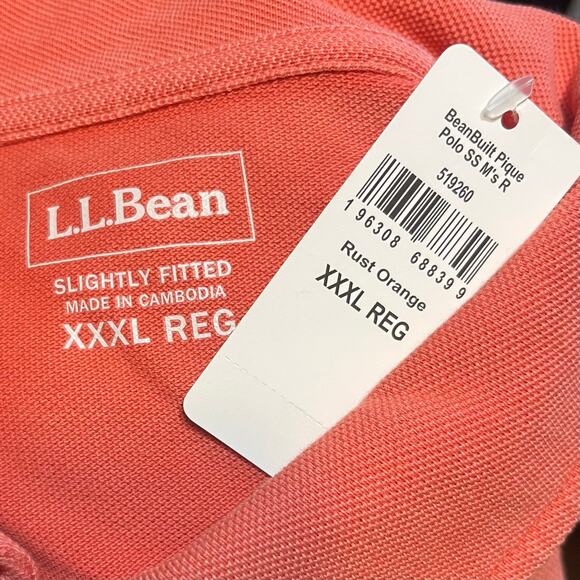 L.L.Bean
SLIGHTLY FITTED
MADE IN CAMBODIA
XXXL REG
BeanBuilt Pique
Polo SS M's R
519260
1 96308 68839 9
Rust Orange
XXXL REG